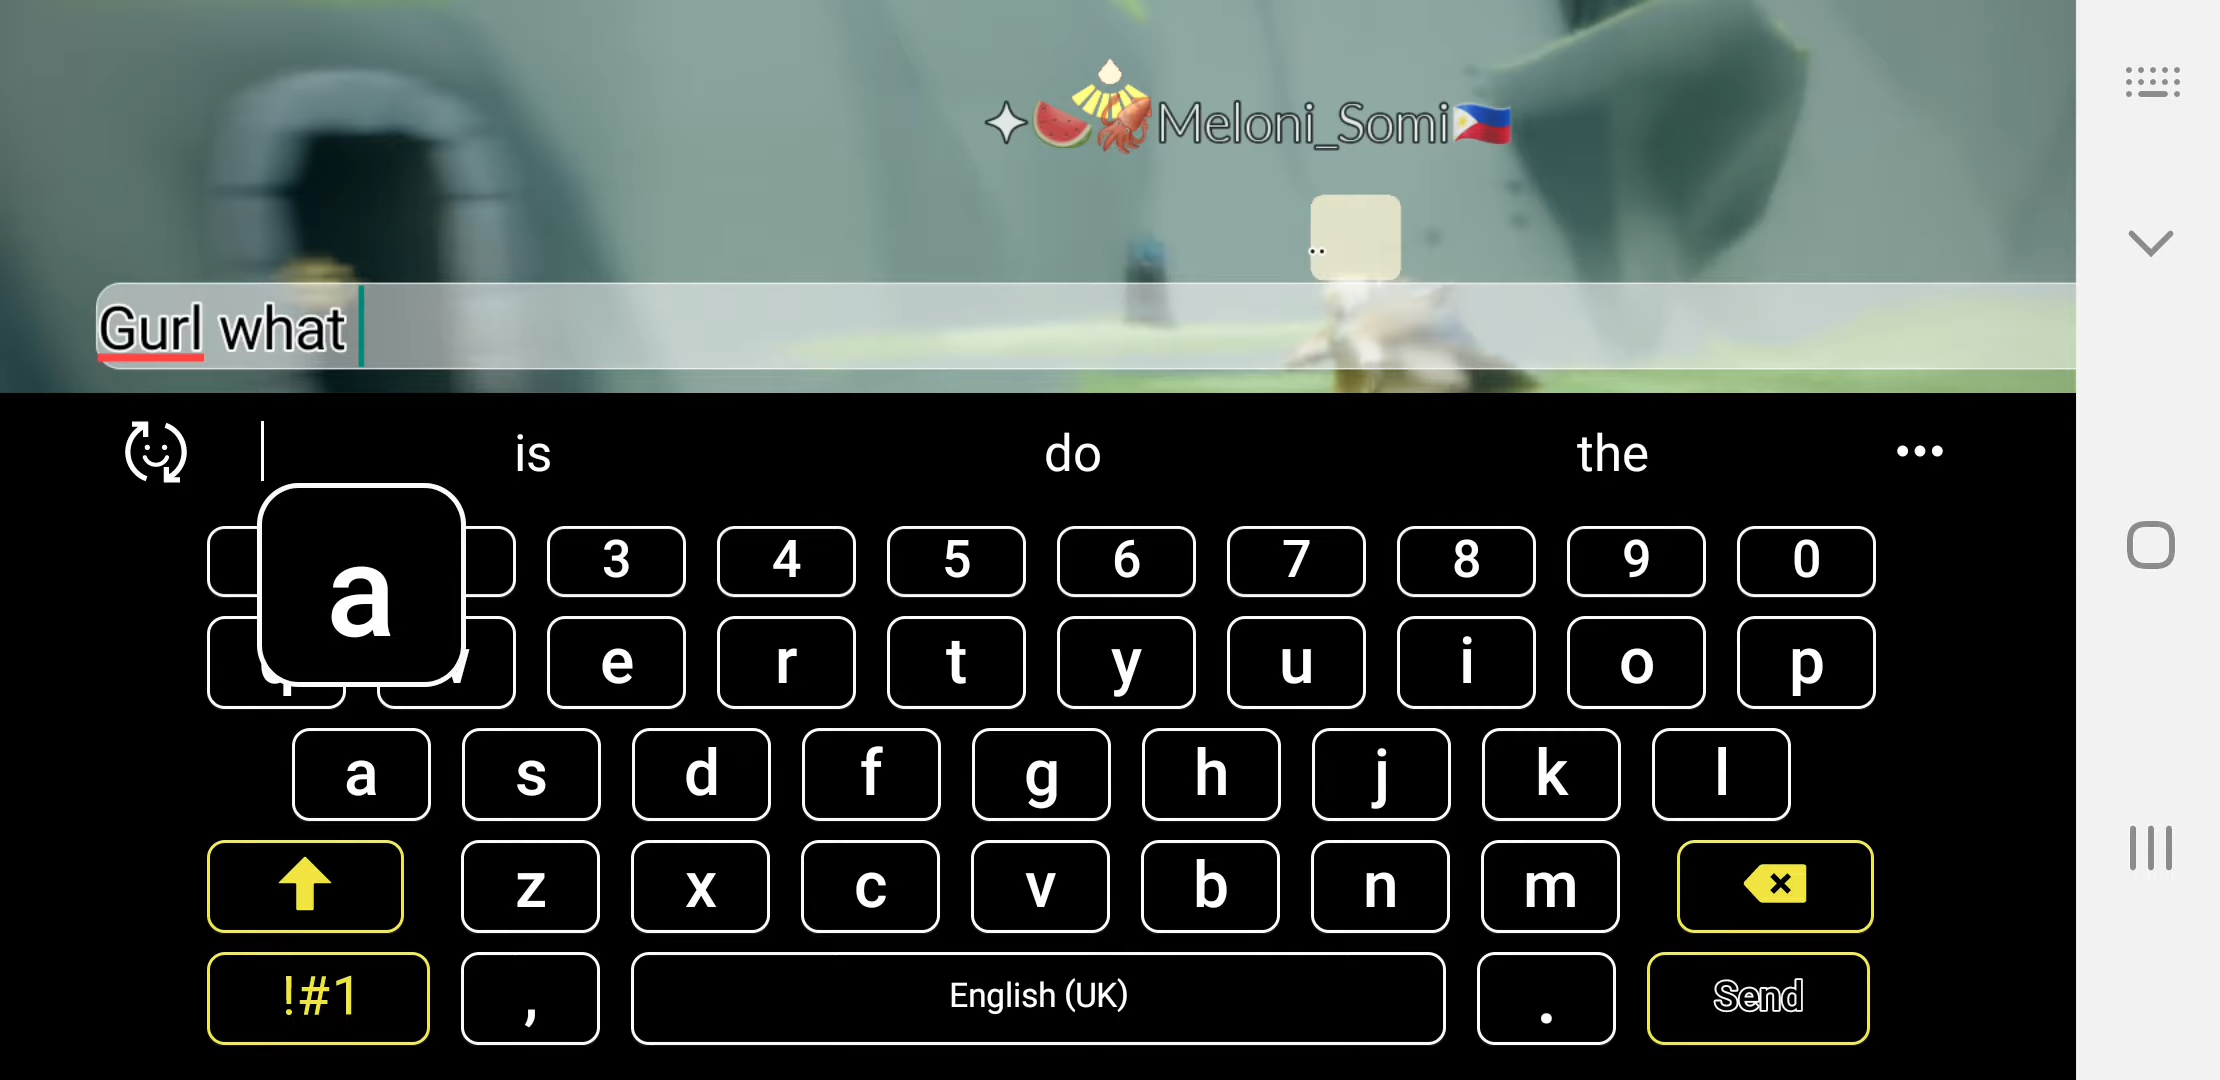 ✦🍉🦑Meloni_Somi🇵🇭
..
Gurl what
is do the
a
3 4 5 6 7 8 9 0
e r t y u i o p
a s d f g h j k l
z x c v b n m
!#1 , English (UK) . Send